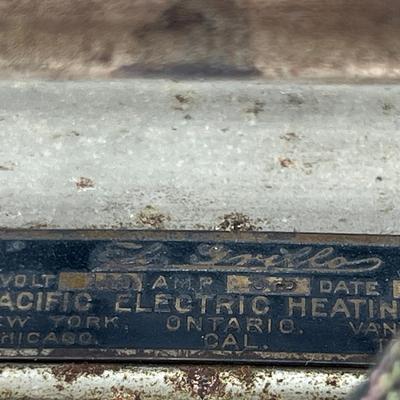 El Grillo
VOLT AMP DATE
ACIFIC ELECTRIC HEATIN
EW YORK. ONTARIO. VAN
HICAGO. CAL.